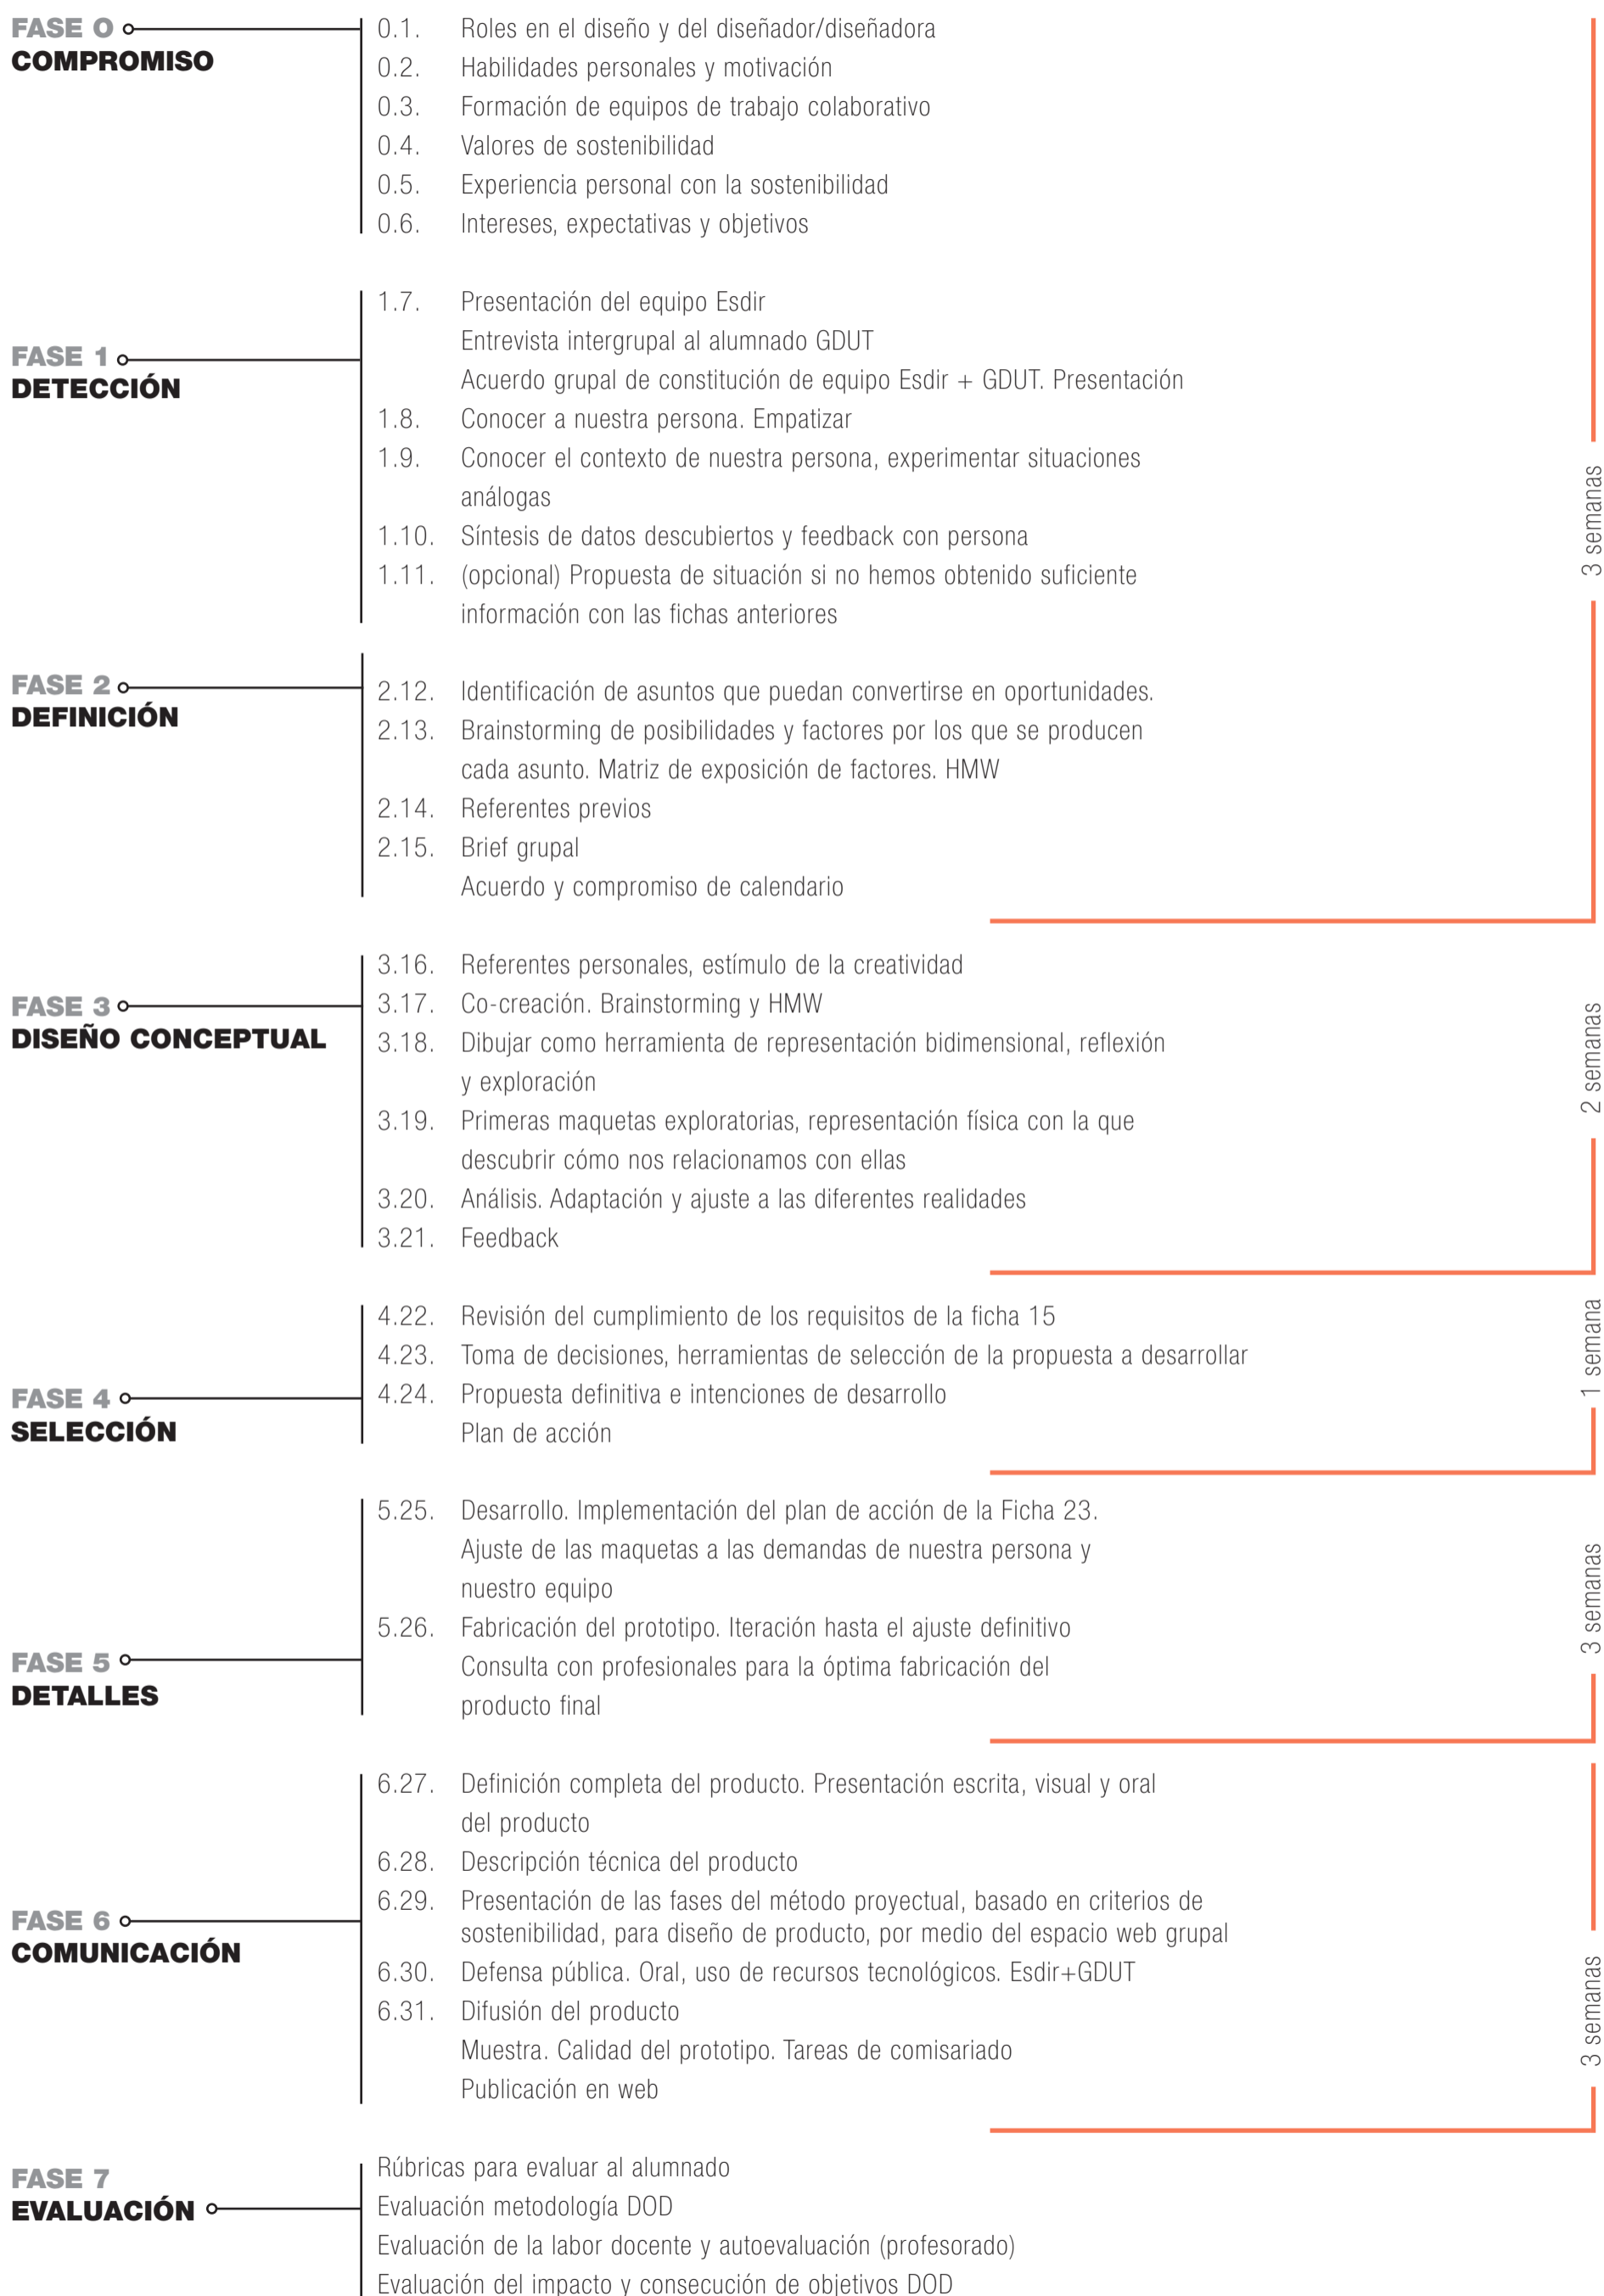 FASE 0
COMPROMISO
0.1. Roles en el diseño y del diseñador/diseñadora
0.2. Habilidades personales y motivación
0.3. Formación de equipos de trabajo colaborativo
0.4. Valores de sostenibilidad
0.5. Experiencia personal con la sostenibilidad
0.6. Intereses, expectativas y objetivos
FASE 1
DETECCIÓN
1.7. Presentación del equipo Esdir
Entrevista intergrupal al alumnado GDUT
Acuerdo grupal de constitución de equipo Esdir + GDUT. Presentación
1.8. Conocer a nuestra persona. Empatizar
1.9. Conocer el contexto de nuestra persona, experimentar situaciones
análogas
1.10. Síntesis de datos descubiertos y feedback con persona
1.11. (opcional) Propuesta de situación si no hemos obtenido suficiente
información con las fichas anteriores
FASE 2
DEFINICIÓN
2.12. Identificación de asuntos que puedan convertirse en oportunidades.
2.13. Brainstorming de posibilidades y factores por los que se producen
cada asunto. Matriz de exposición de factores. HMW
2.14. Referentes previos
2.15. Brief grupal
Acuerdo y compromiso de calendario
3 semanas
FASE 3
DISEÑO CONCEPTUAL
3.16. Referentes personales, estímulo de la creatividad
3.17. Co-creación. Brainstorming y HMW
3.18. Dibujar como herramienta de representación bidimensional, reflexión
y exploración
3.19. Primeras maquetas exploratorias, representación física con la que
descubrir cómo nos relacionamos con ellas
3.20. Análisis. Adaptación y ajuste a las diferentes realidades
3.21. Feedback
2 semanas
FASE 4
SELECCIÓN
4.22. Revisión del cumplimiento de los requisitos de la ficha 15
4.23. Toma de decisiones, herramientas de selección de la propuesta a desarrollar
4.24. Propuesta definitiva e intenciones de desarrollo
Plan de acción
1 semana
FASE 5
DETALLES
5.25. Desarrollo. Implementación del plan de acción de la Ficha 23.
Ajuste de las maquetas a las demandas de nuestra persona y
nuestro equipo
5.26. Fabricación del prototipo. Iteración hasta el ajuste definitivo
Consulta con profesionales para la óptima fabricación del
producto final
3 semanas
FASE 6
COMUNICACIÓN
6.27. Definición completa del producto. Presentación escrita, visual y oral
del producto
6.28. Descripción técnica del producto
6.29. Presentación de las fases del método proyectual, basado en criterios de
sostenibilidad, para diseño de producto, por medio del espacio web grupal
6.30. Defensa pública. Oral, uso de recursos tecnológicos. Esdir+GDUT
6.31. Difusión del producto
Muestra. Calidad del prototipo. Tareas de comisariado
Publicación en web
3 semanas
FASE 7
EVALUACIÓN
Rúbricas para evaluar al alumnado
Evaluación metodología DOD
Evaluación de la labor docente y autoevaluación (profesorado)
Evaluación del impacto y consecución de objetivos DOD